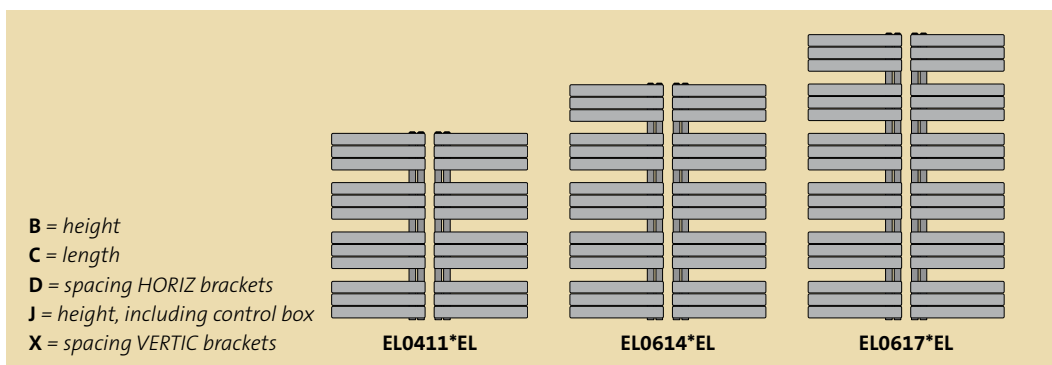 B = height
C = length
D = spacing HORIZ brackets
J = height, including control box
X = spacing VERTIC brackets
EL0411*EL
EL0614*EL
EL0617*EL